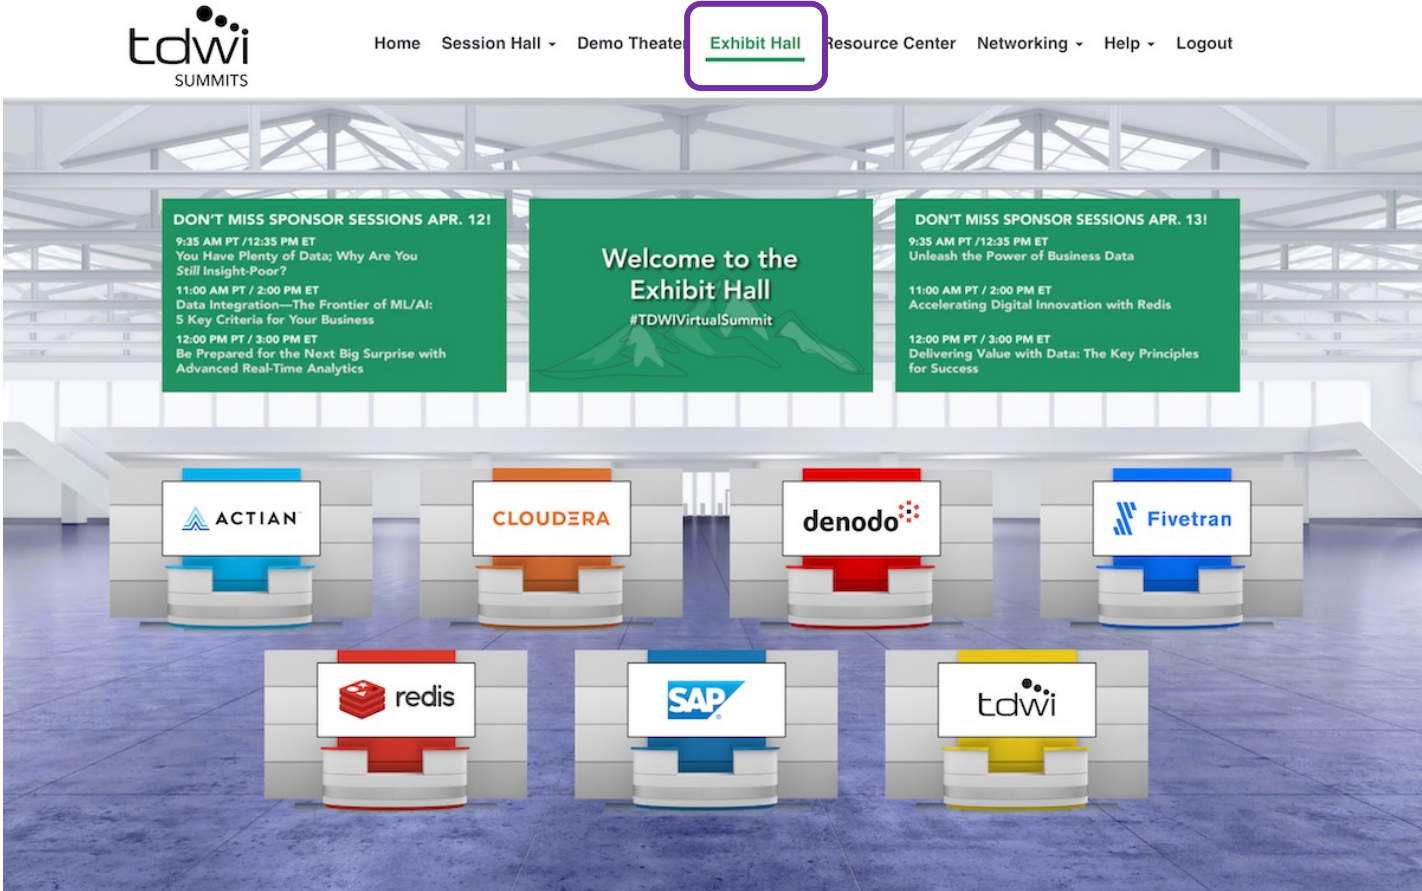 tdwi
SUMMITS
Home Session Hall Demo Theater Exhibit Hall Resource Center Networking Help Logout
DON'T MISS SPONSOR SESSIONS APR. 12!
9:35 AM PT /12:35 PM ET
You Have Plenty of Data; Why Are You
Still Insight-Poor?
11:00 AM PT / 2:00 PM ET
Data Integration—The Frontier of ML/AI:
5 Key Criteria for Your Business
12:00 PM PT / 3:00 PM ET
Be Prepared for the Next Big Surprise with
Advanced Real-Time Analytics
Welcome to the
Exhibit Hall
#TDWIVirtualSummit
DON'T MISS SPONSOR SESSIONS APR. 13!
9:35 AM PT /12:35 PM ET
Unleash the Power of Business Data
11:00 AM PT / 2:00 PM ET
Accelerating Digital Innovation with Redis
12:00 PM PT / 3:00 PM ET
Delivering Value with Data: The Key Principles
for Success
ACTIAN
CLOUDERA
denodo
Fivetran
redis
SAP
tdwi